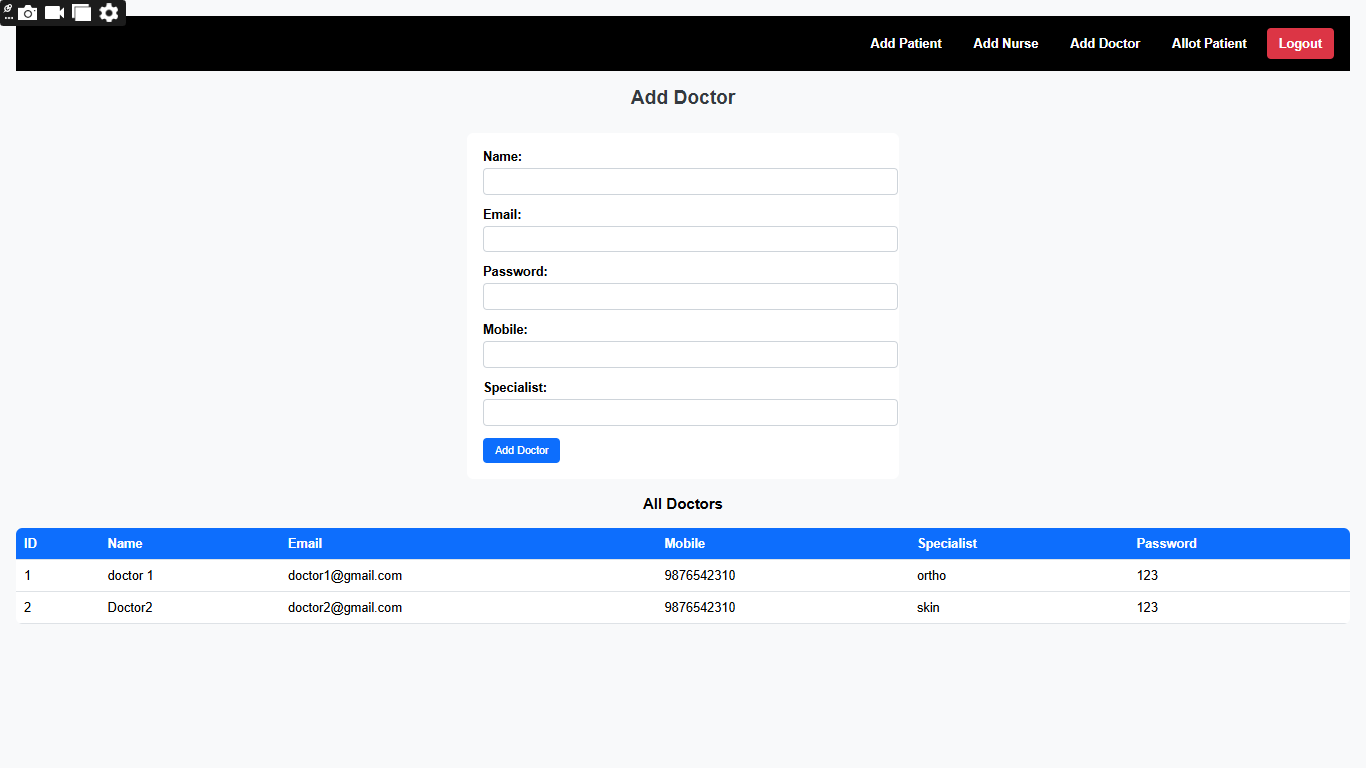 Add Patient Add Nurse Add Doctor Allot Patient Logout
Add Doctor
Name:
Email:
Password:
Mobile:
Specialist:
Add Doctor
All Doctors
ID Name Email Mobile Specialist Password
1 doctor 1 doctor1@gmail.com 9876542310 ortho 123
2 Doctor2 doctor2@gmail.com 9876542310 skin 123